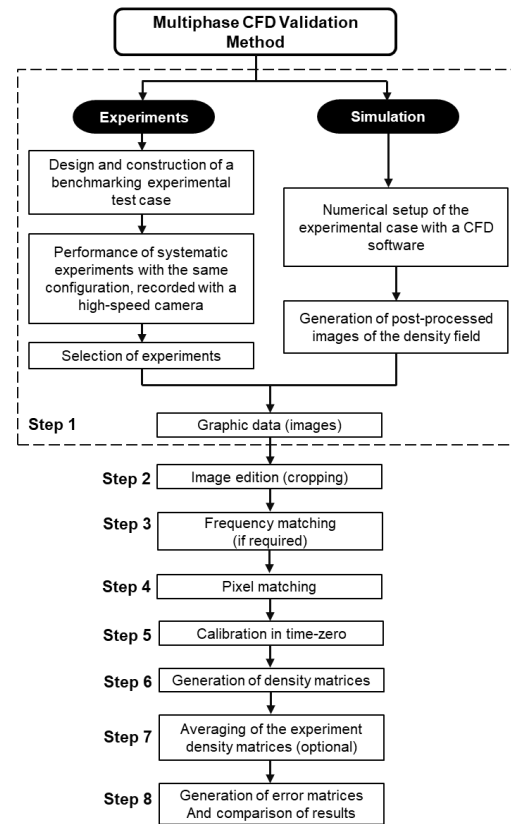 Multiphase CFD Validation
Method
Experiments
Simulation
Design and construction of a
benchmarking experimental
test case
Performance of systematic
experiments with the same
configuration, recorded with a
high-speed camera
Selection of experiments
Numerical setup of the
experimental case with a CFD
software
Generation of post-processed
images of the density field
Step 1
Graphic data (images)
Step 2
Image edition (cropping)
Step 3
Frequency matching
(if required)
Step 4
Pixel matching
Step 5
Calibration in time-zero
Step 6
Generation of density matrices
Step 7
Averaging of the experiment
density matrices (optional)
Step 8
Generation of error matrices
And comparison of results